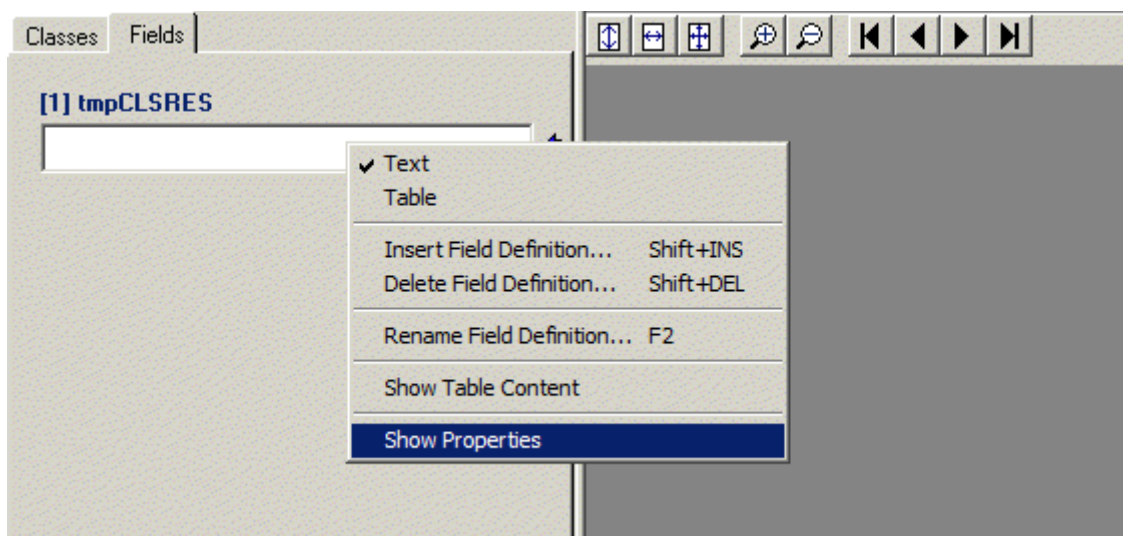 Classes Fields
[1] tmpCLSRES
Text
Table
Insert Field Definition... Shift+INS
Delete Field Definition... Shift+DEL
Rename Field Definition... F2
Show Table Content
Show Properties